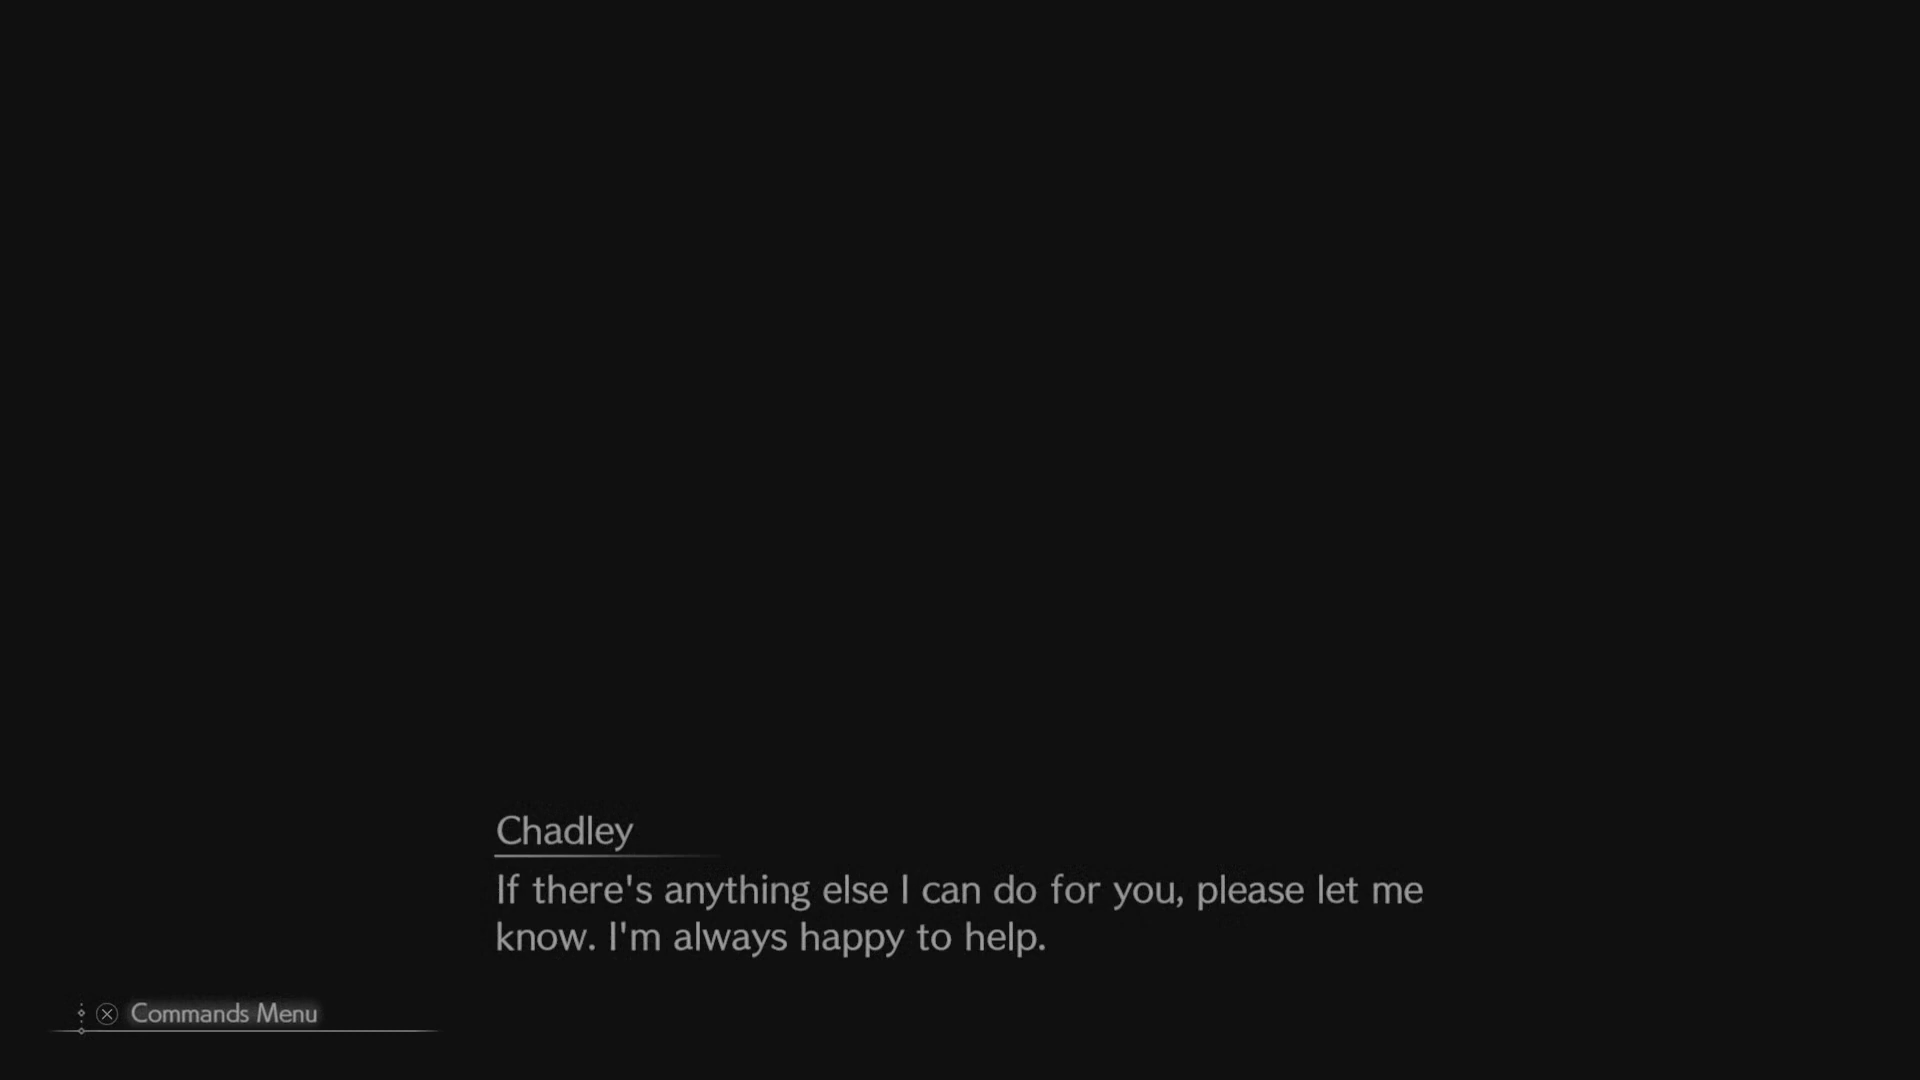 Chadley
If there's anything else I can do for you, please let me
know. I'm always happy to help.
Commands Menu